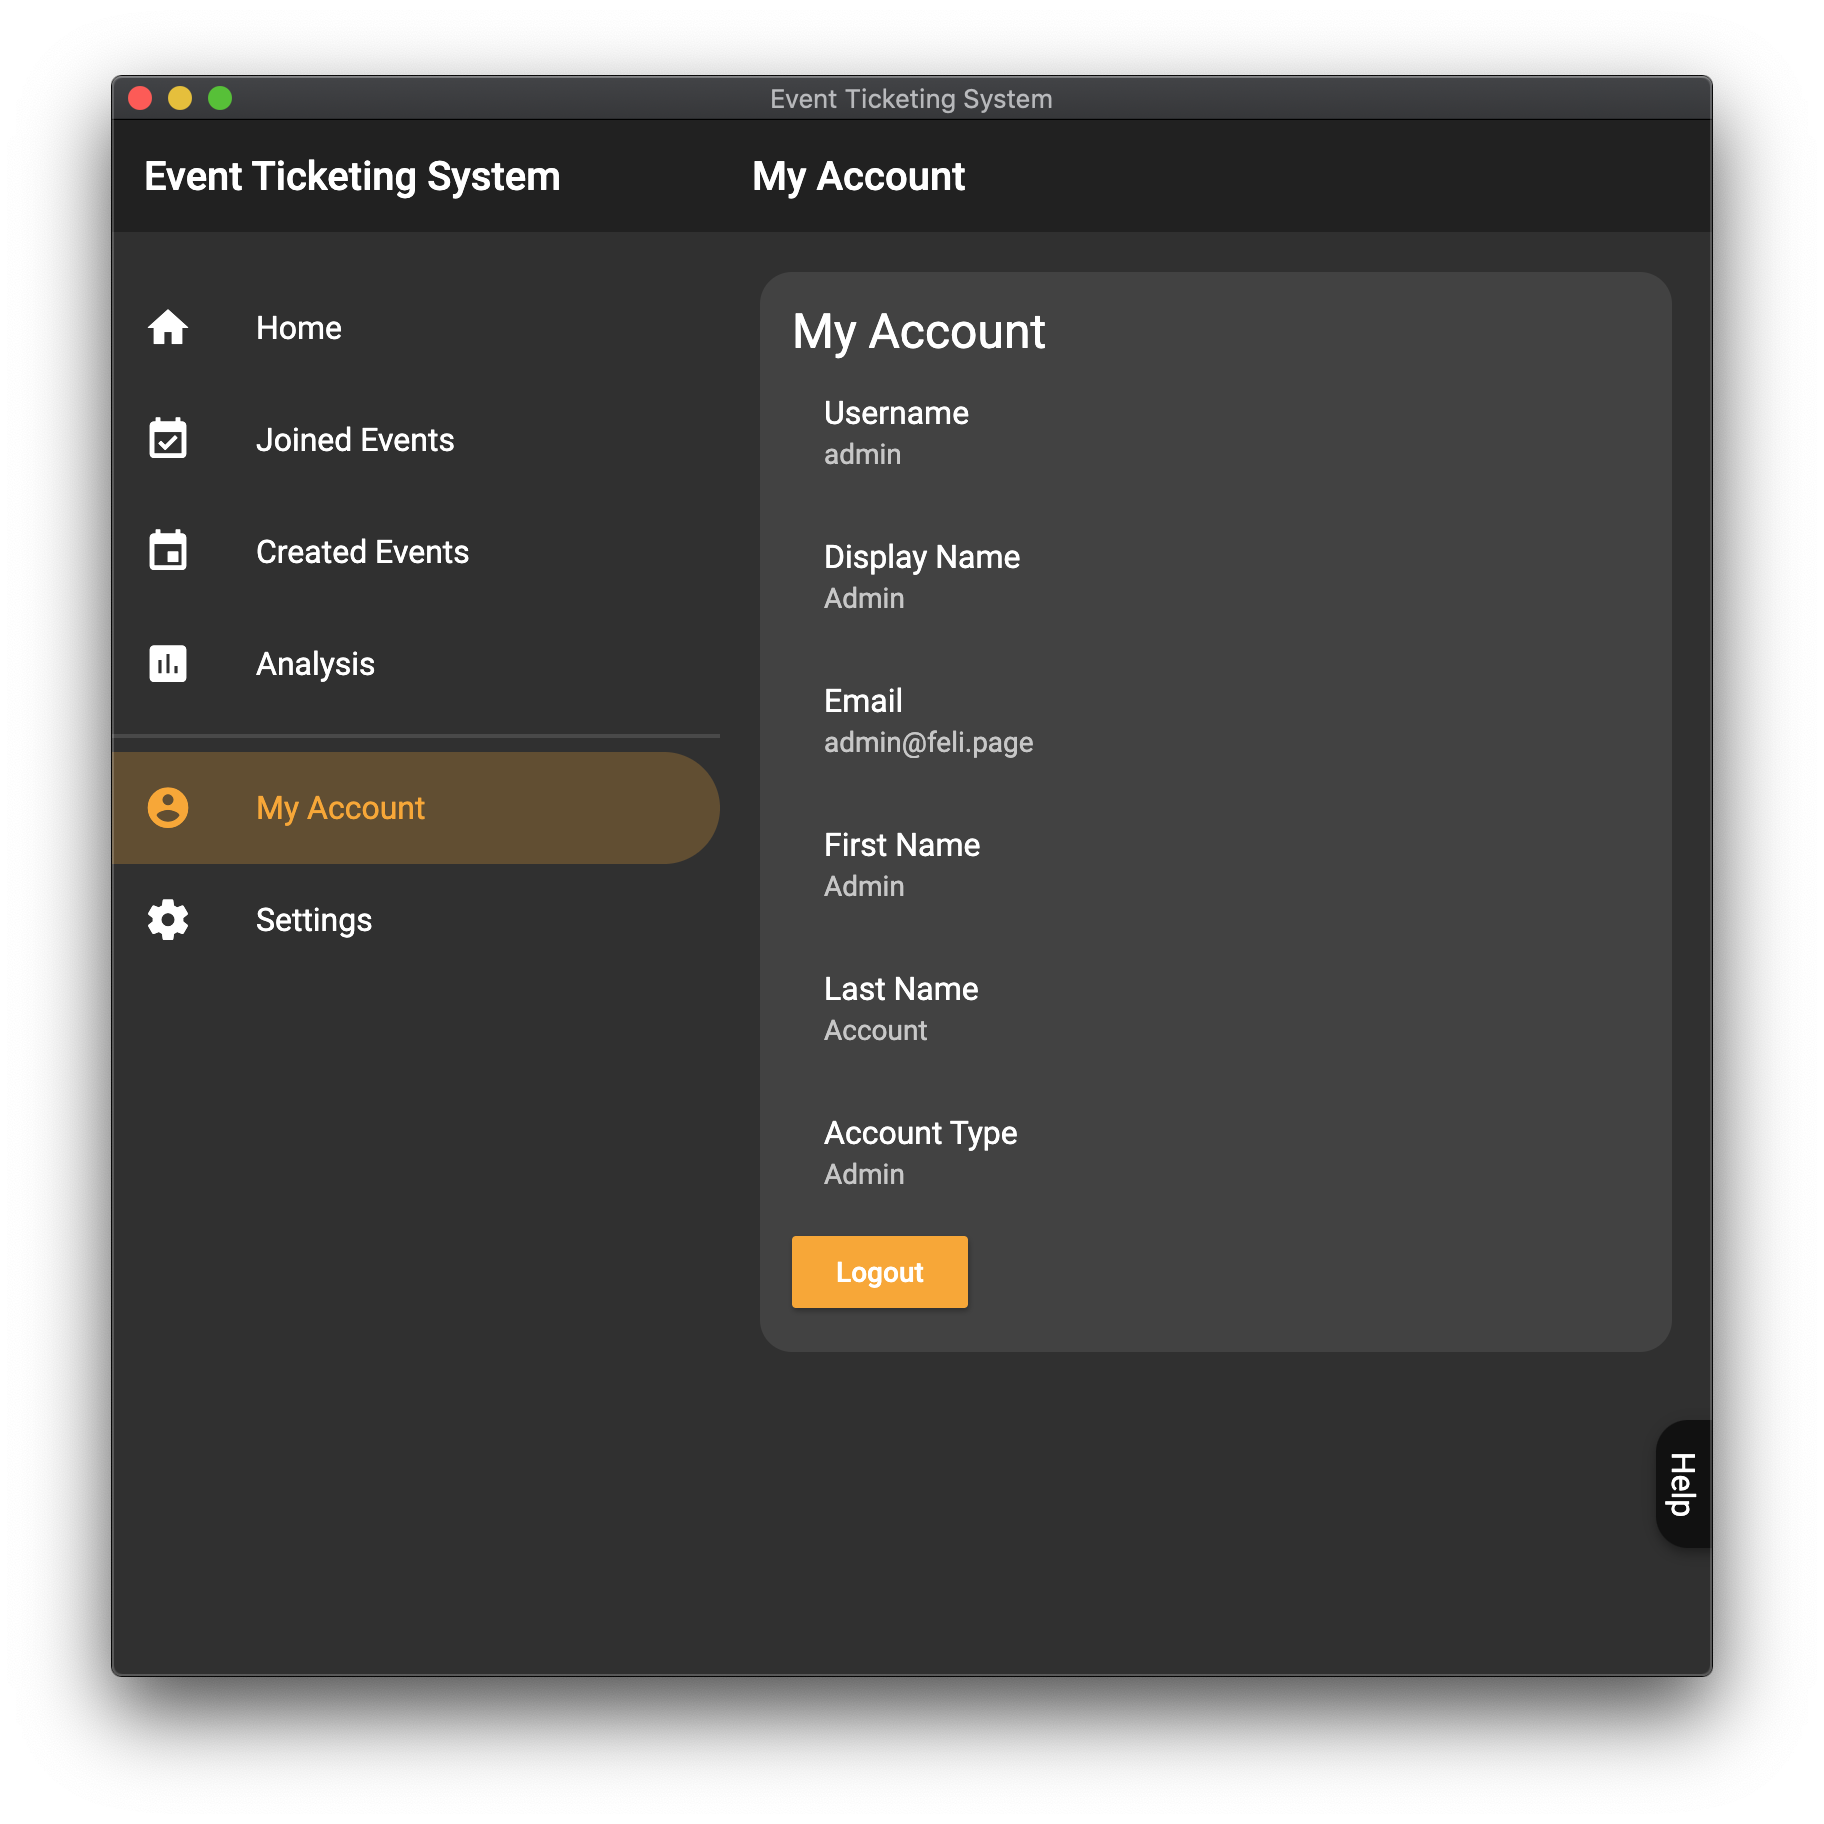 Event Ticketing System
Event Ticketing System
My Account
Home
Joined Events
Created Events
Analysis
My Account
Settings
My Account
Username
admin
Display Name
Admin
Email
admin@feli.page
First Name
Admin
Last Name
Account
Account Type
Admin
Logout
Help